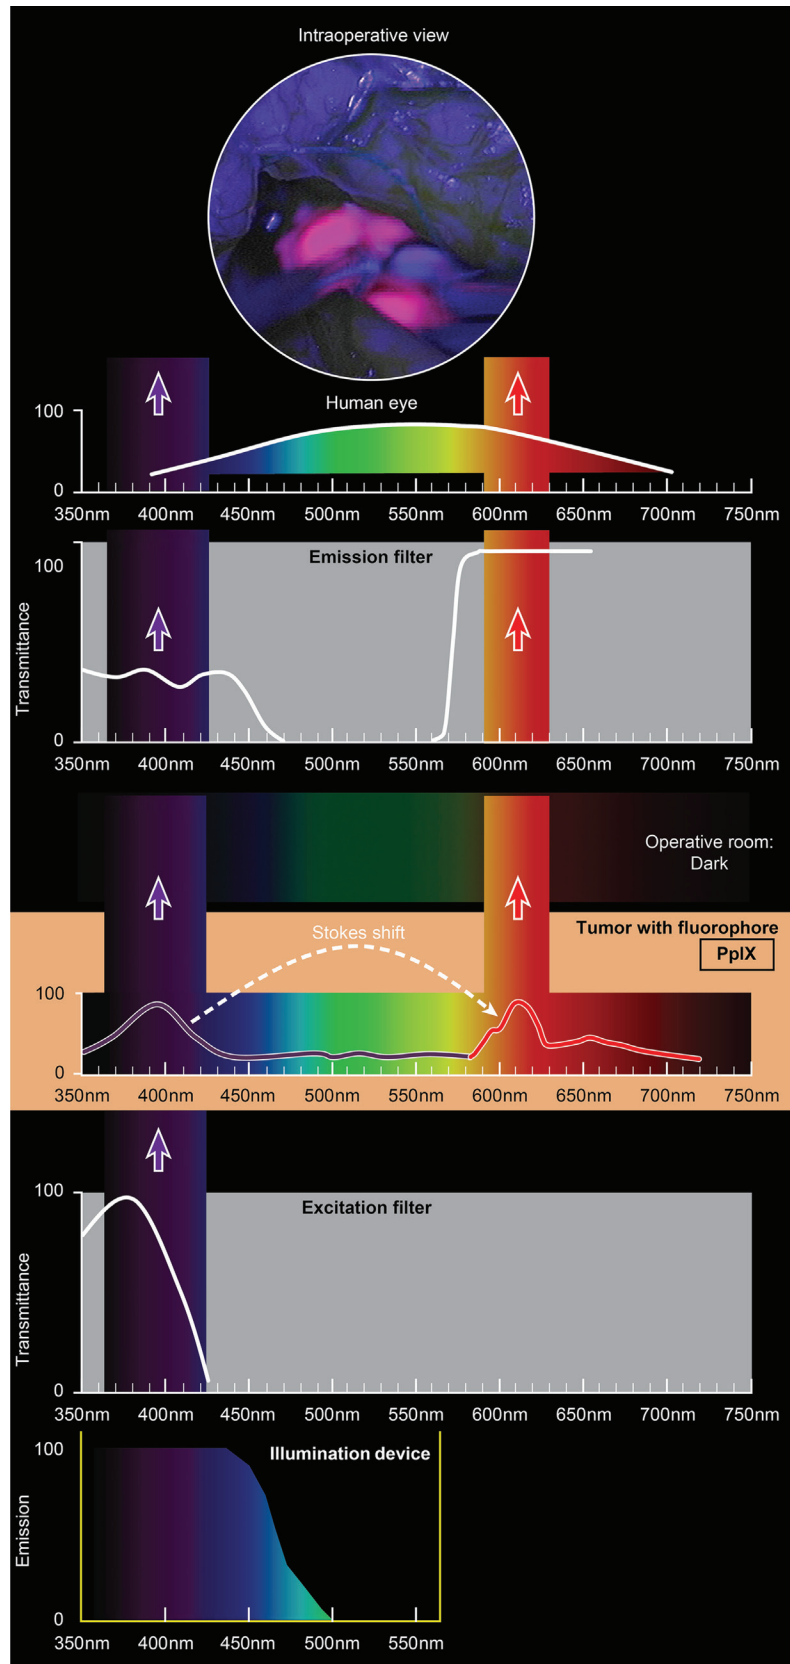 Intraoperative view
Human eye
100
0
350nm 400nm 450nm 500nm 550nm 600nm 650nm 700nm 750nm
Emission filter
100
Transmittance
0
350nm 400nm 450nm 500nm 550nm 600nm 650nm 700nm 750nm
Operative room:
Dark
Tumor with fluorophore
Stokes shift
PpIX
100
0
350nm 400nm 450nm 500nm 550nm 600nm 650nm 700nm 750nm
100
Excitation filter
Transmittance
0
350nm 400nm 450nm 500nm 550nm 600nm 650nm 700nm 750nm
100
Illumination device
Emission
0
350nm 400nm 450nm 500nm 550nm